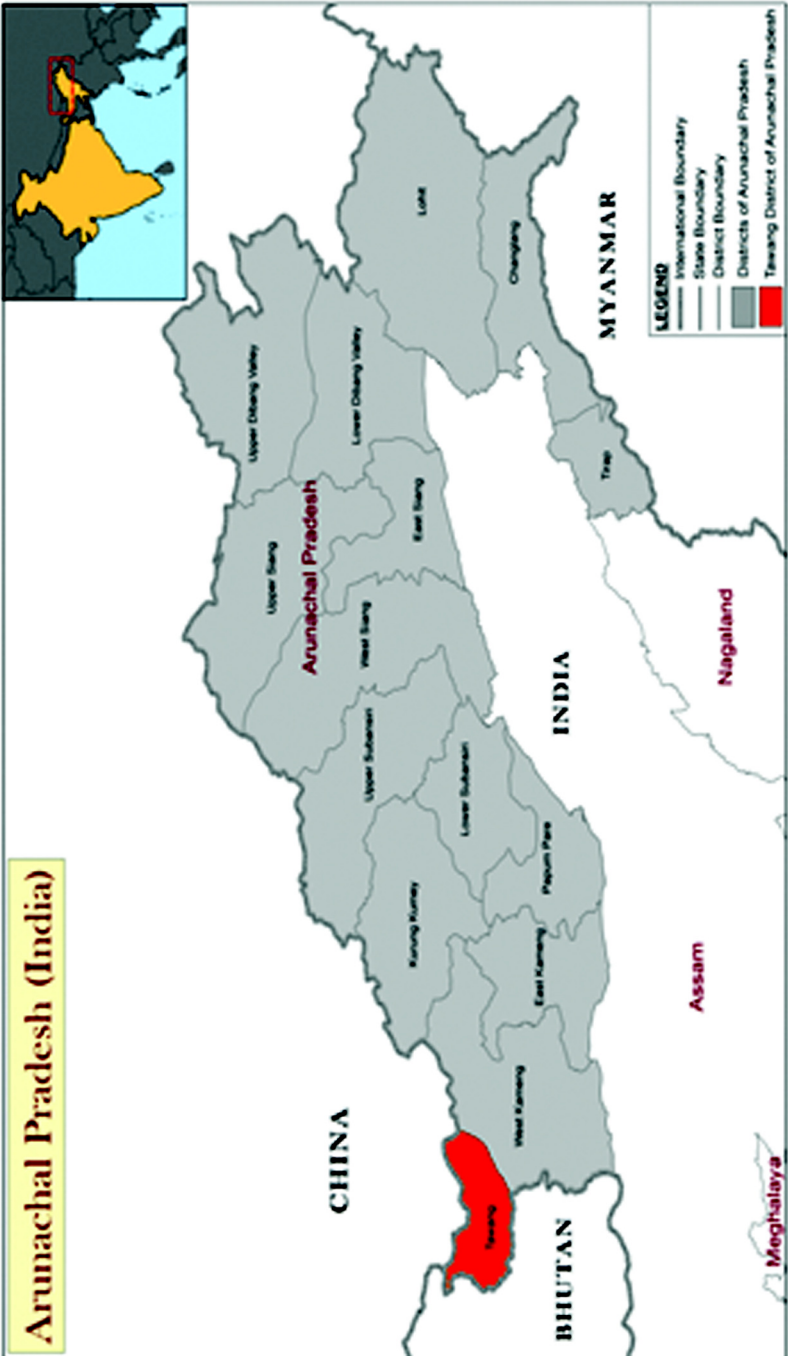 Arunachal Pradesh (India)
CHINA
Upper Dibang Valley
Upper Siang
Arunachal Pradesh
Lower Dibang Valley
Lohit
West Siang
Upper Subansiri
East Siang
Kurung Kumey
Lower Subansiri
Changlang
Tawang
West Kameng
East Kameng
Papum Pare
BHUTAN
INDIA
Tirap
MYANMAR
Assam
Nagaland
Meghalaya
LEGEND
International Boundary
State Boundary
District Boundary
Districts of Arunachal Pradesh
Tawang District of Arunachal Pradesh